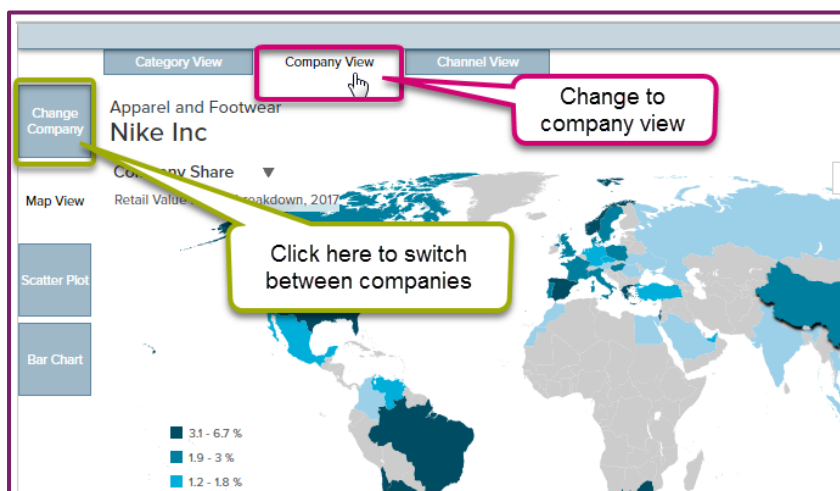 Category View
Company View
Channel View
Change to
company view
Change
Company
Apparel and Footwear
Nike Inc
Company Share
Map View
Retail Value
eakdown, 2017
Click here to switch
between companies
Scatter Plot
Bar Chart
3.1 - 6.7 %
1.9 - 3 %
1.2 - 1.8 %